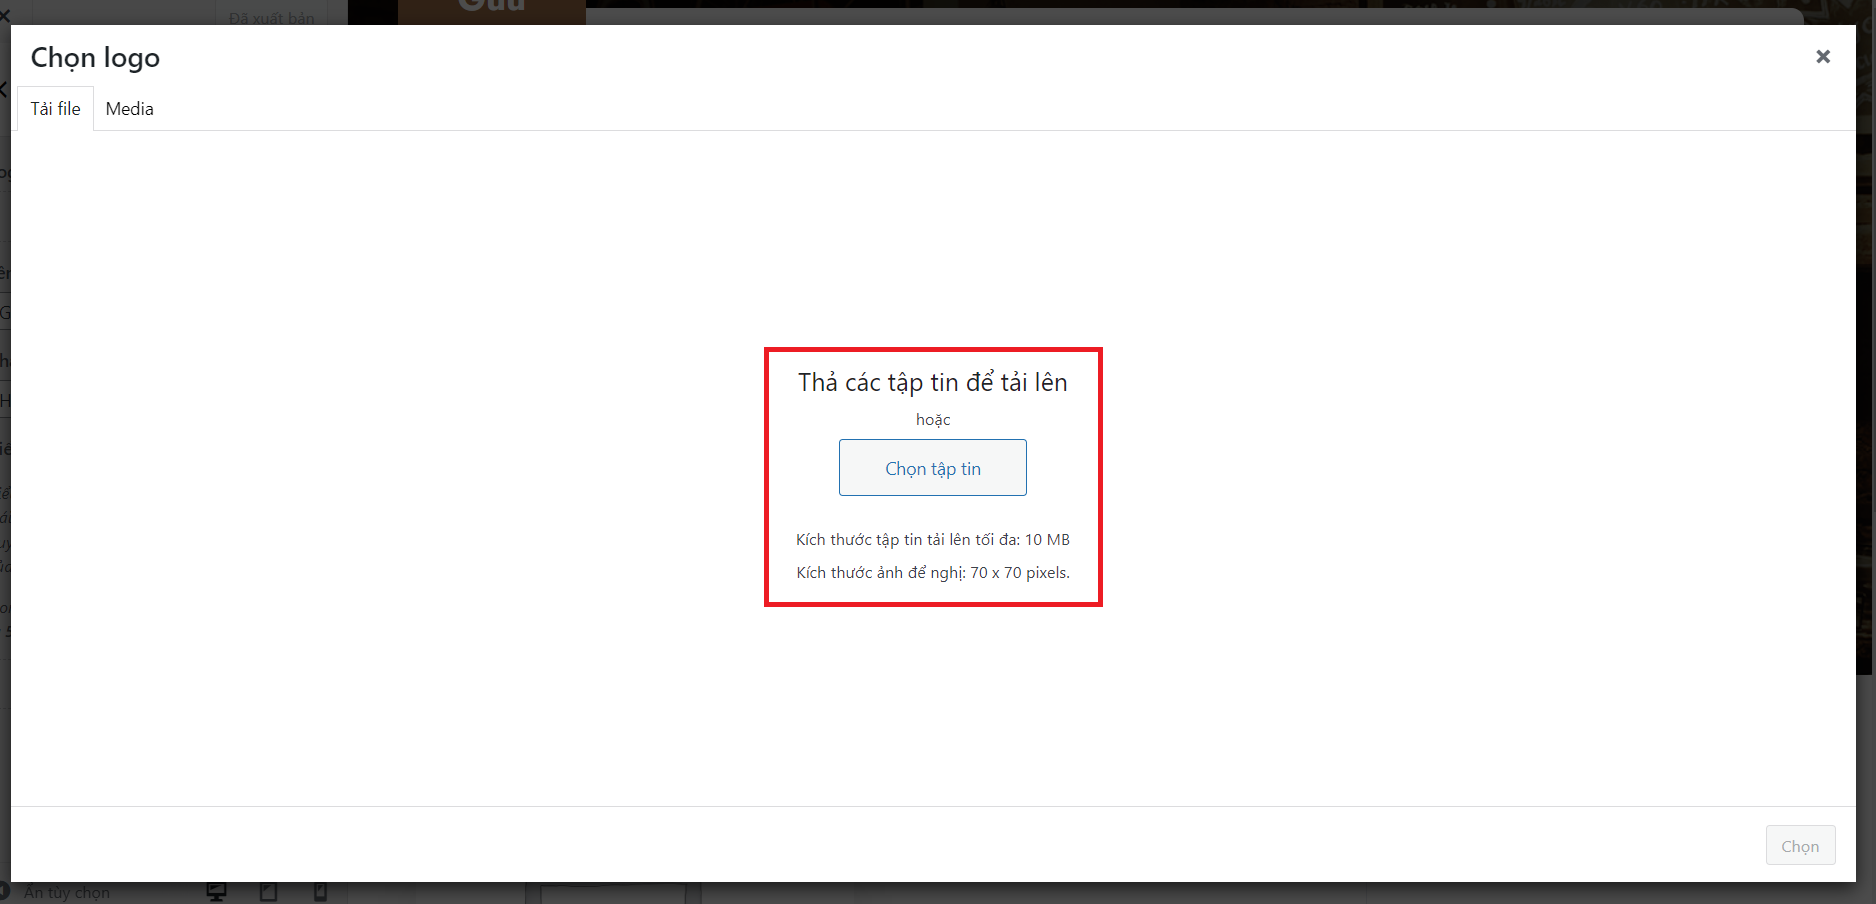 Đã xuất bản
Chọn logo
Tải file
Media
Thả các tập tin để tải lên
hoặc
Chọn tập tin
Kích thước tập tin tải lên tối đa: 10 MB
Kích thước ảnh để nghị: 70 x 70 pixels.
Chọn
Ẩn tùy chọn